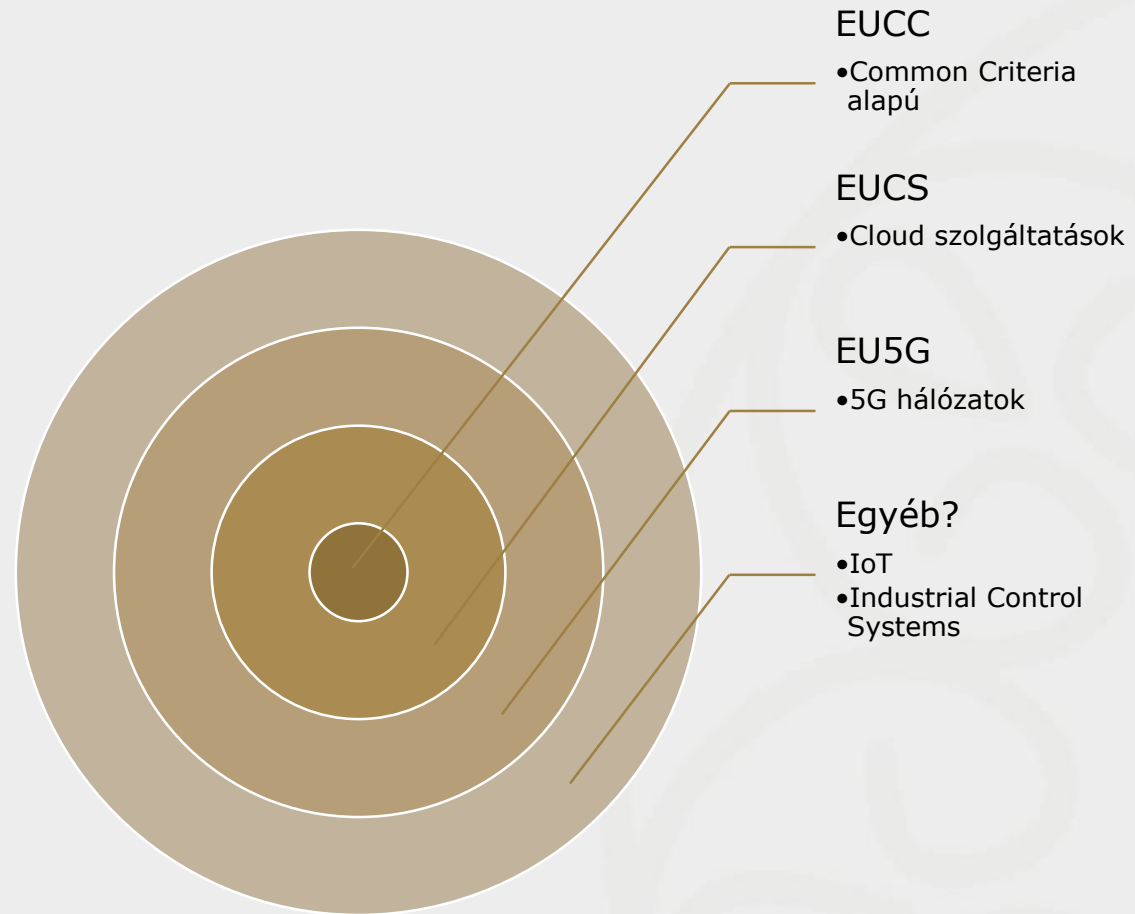 EUCC
•Common Criteria
alapú
EUCS
•Cloud szolgáltatások
EU5G
•5G hálózatok
Egyéb?
•IoT
•Industrial Control
Systems